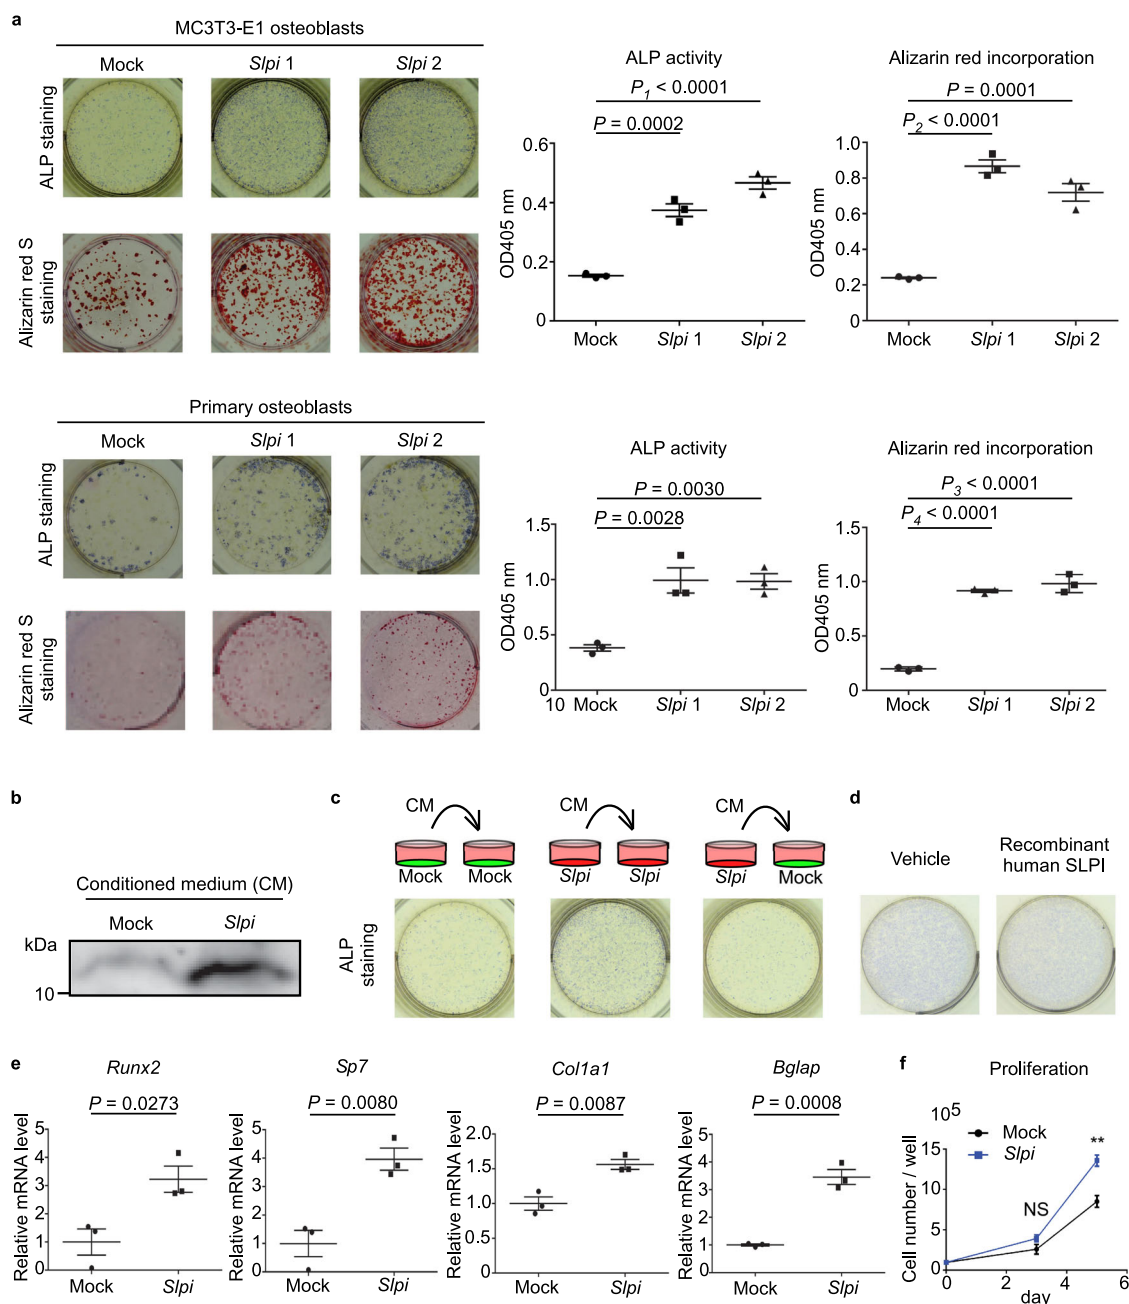 a
MC3T3-E1 osteoblasts
Mock Slpi 1 Slpi 2
ALP staining
Alizarin red S
staining
ALP activity
P1 < 0.0001
P = 0.0002
OD405 nm
0.6
0.4
0.2
0
Mock Slpi 1 Slpi 2
Alizarin red incorporation
P = 0.0001
P2 < 0.0001
OD405 nm
1.0
0.8
0.6
0.4
0.2
0
Mock Slpi 1 Slpi 2
Primary osteoblasts
Mock Slpi 1 Slpi 2
ALP staining
Alizarin red S
staining
ALP activity
P = 0.0030
P = 0.0028
OD405 nm
1.5
1.0
0.5
0
10 Mock Slpi 1 Slpi 2
Alizarin red incorporation
P3 < 0.0001
P4 < 0.0001
OD405 nm
1.5
1.0
0.5
0
Mock Slpi 1 Slpi 2
b
Conditioned medium (CM)
Mock Slpi
kDa
10
c
CM CM CM
Mock Mock Slpi Slpi Slpi Mock
ALP
staining
d
Vehicle
Recombinant
human SLPI
e
Runx2
P = 0.0273
Relative mRNA level
5
4
3
2
1
0
Mock Slpi
Sp7
P = 0.0080
Relative mRNA level
5
4
3
2
1
0
Mock Slpi
Col1a1
P = 0.0087
Relative mRNA level
2.0
1.5
1.0
0.5
0
Mock Slpi
Bglap
P = 0.0008
Relative mRNA level
5
4
3
2
1
0
Mock Slpi
f
Proliferation
10^5
Mock
Slpi
**
NS
Cell number / well
15
10
5
0
0 2 4 6
day